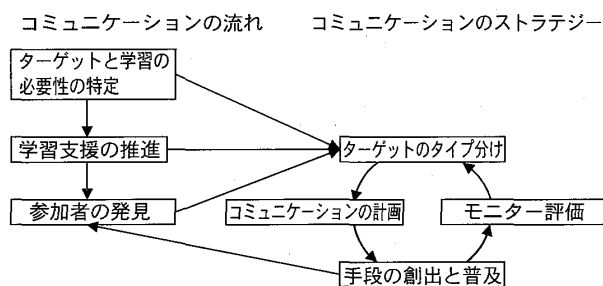 コミュニケーションの流れ
コミュニケーションのストラテジー
ターゲットと学習の
必要性の特定
学習支援の推進
ターゲットのタイプ分け
参加者の発見
コミュニケーションの計画
モニター評価
手段の創出と普及